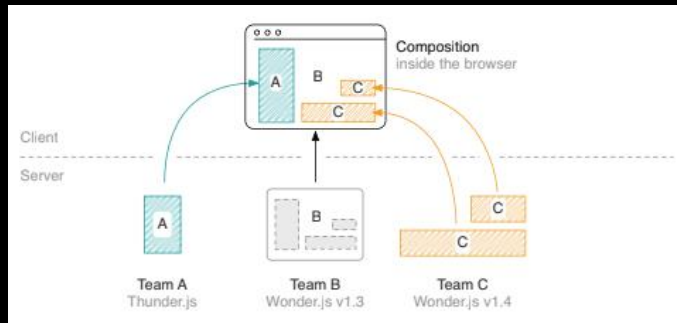 Composition
inside the browser
A
B
C
C
Client
Server
A
B
C
C
Team A
Thunder.js
Team B
Wonder.js v1.3
Team C
Wonder.js v1.4